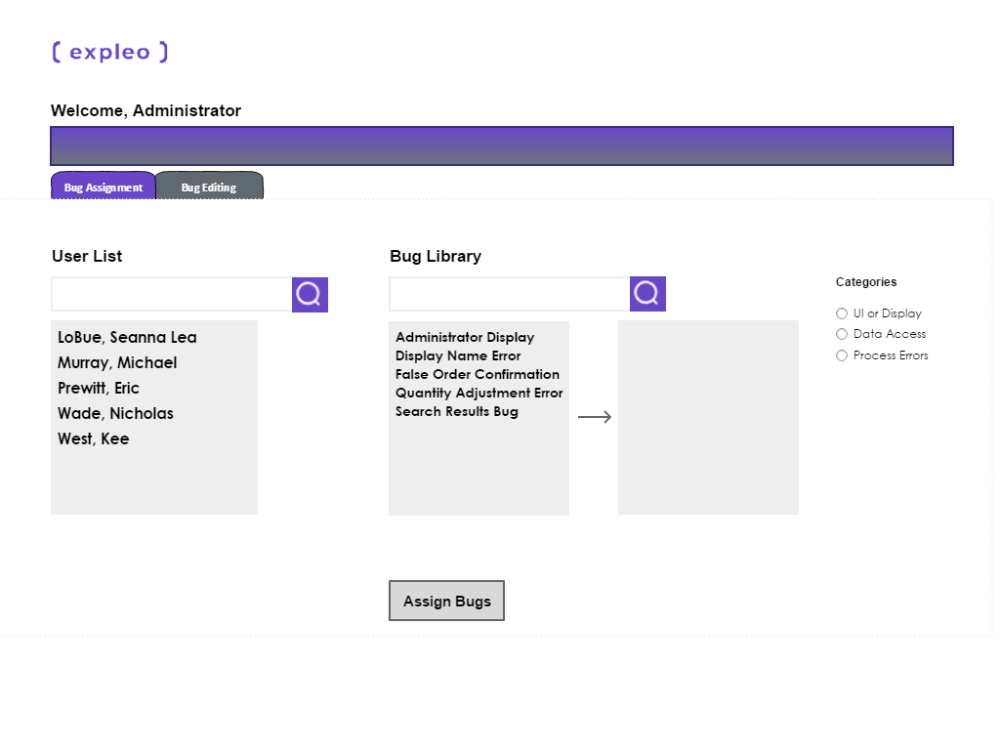 ( expleo )
Welcome, Administrator
Bug Assignment
Bug Editing
User List
LoBue, Seanna Lea
Murray, Michael
Prewitt, Eric
Wade, Nicholas
West, Kee
Bug Library
Administrator Display
Display Name Error
False Order Confirmation
Quantity Adjustment Error
Search Results Bug
Categories
UI or Display
Data Access
Process Errors
Assign Bugs